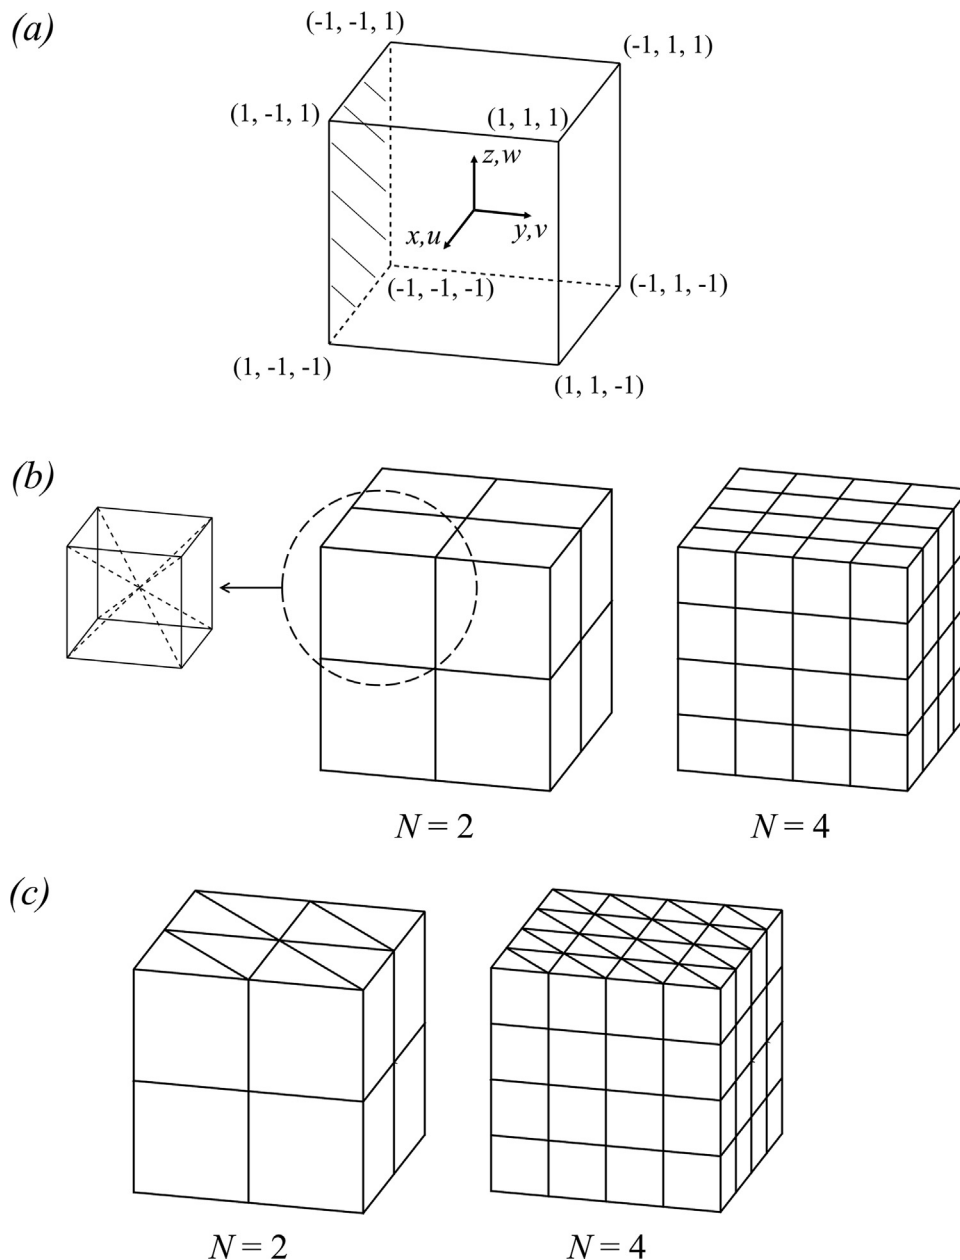 (a)
(-1, -1, 1)
(-1, 1, 1)
(1, -1, 1)
(1, 1, 1)
z,w
x,u
y,v
(-1, -1, -1)
(-1, 1, -1)
(1, -1, -1)
(1, 1, -1)
(b)
N = 2
N = 4
(c)
N = 2
N = 4